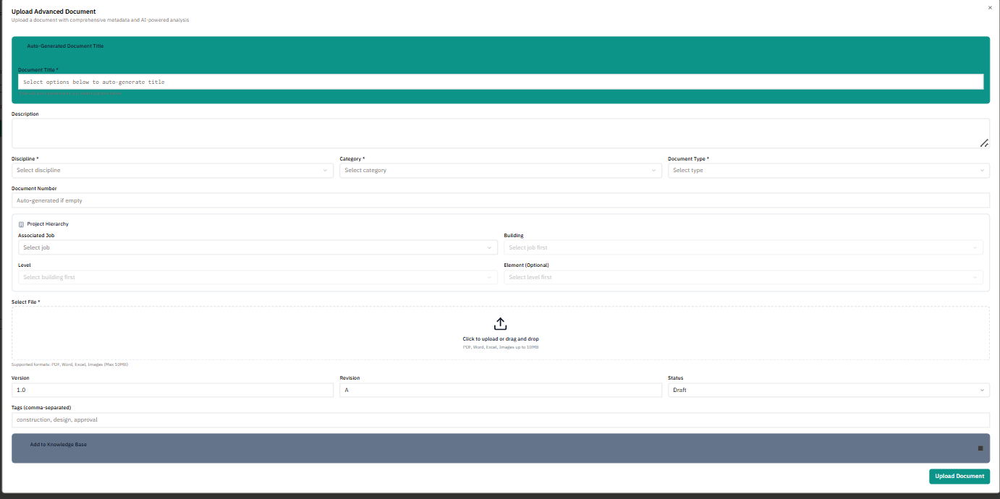 Upload Advanced Document
×
Upload a document with comprehensive metadata and AI-powered analysis
Auto-Generated Document Title
Document Title *
Select options below to auto-generate title
Description
Discipline * Category * Document Type *
Select discipline Select category Select type
Document Number
Auto-generated if empty
Project Hierarchy
Associated Job Building
Select job Select job first
Level Element (Optional)
Select building first Select level first
Select File *
Click to upload or drag and drop
PDF, Word, Excel, Images up to 10MB
Supported formats: PDF, Word, Excel, Images (Max 10MB)
Version Revision Status
1.0 A Draft
Tags (comma-separated)
construction, design, approval
Add to Knowledge Base
Upload Document